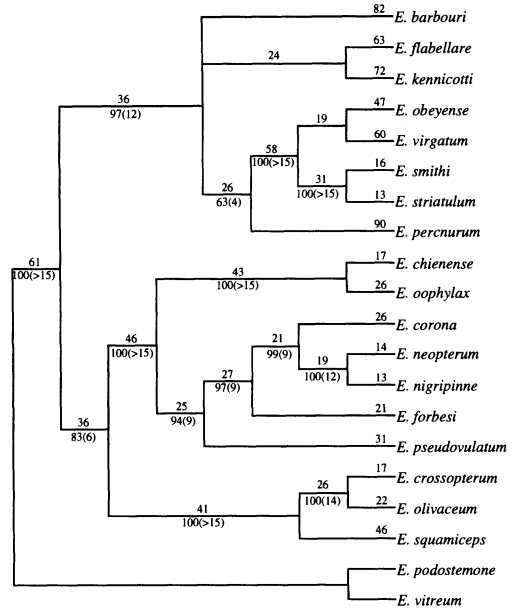 82
E. barbouri
63
E. flabellare
24
72
E. kennicotti
36
97(12)
47
E. obeyense
19
60
E. virgatum
58
100(>15)
16
E. smithi
31
100(>15)
13
E. striatulum
26
63(4)
90
E. percnurum
61
100(>15)
17
E. chienense
43
100(>15)
26
E. oophylax
26
E. corona
21
99(9)
46
100(>15)
14
E. neopterum
19
100(12)
27
97(9)
13
E. nigripinne
25
94(9)
21
E. forbesi
36
83(6)
31
E. pseudovulatum
17
E. crossopterum
26
100(14)
22
E. olivaceum
41
100(>15)
46
E. squamiceps
E. podostemone
E. vitreum